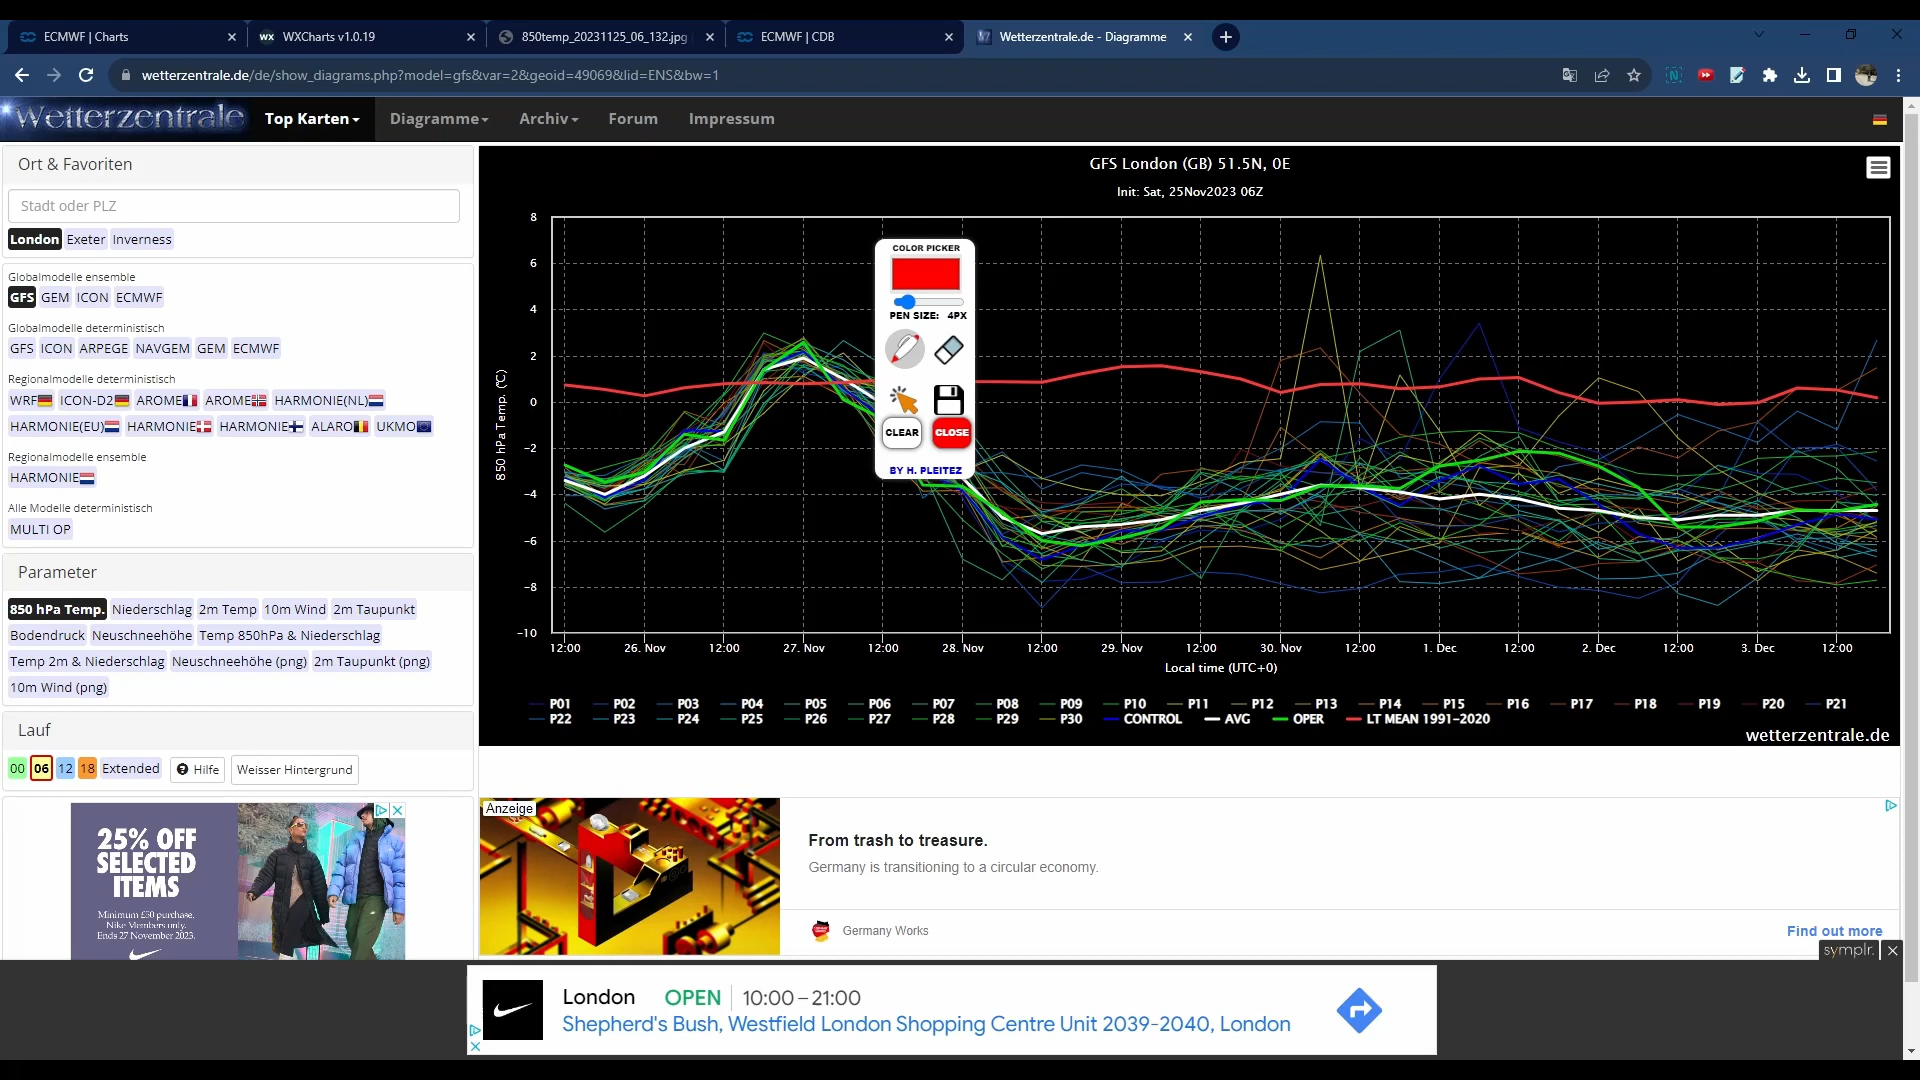 ECMWF | Charts
WXCharts v1.0.19
850temp_20231125_06_132.jpg
ECMWF | CDB
Wetterzentrale.de - Diagramme
wetterzentrale.de/de/show_diagrams.php?model=gfs&var=2&geoid=49069&lid=ENS&bw=1
Wetterzentrale
Top Karten
Diagramme
Archiv
Forum
Impressum
Ort & Favoriten
Stadt oder PLZ
London Exeter Inverness
Globalmodelle ensemble
GFS GEM ICON ECMWF
Globalmodelle deterministisch
GFS ICON ARPEGE NAVGEM GEM ECMWF
Regionalmodelle deterministisch
WRF ICON-D2 AROME AROME HARMONIE(NL)
HARMONIE(EU) HARMONIE HARMONIE ALARO UKMO
Regionalmodelle ensemble
HARMONIE
Alle Modelle deterministisch
MULTI OP
Parameter
850 hPa Temp. Niederschlag 2m Temp 10m Wind 2m Taupunkt
Bodendruck Neuschneehöhe Temp 850hPa & Niederschlag
Temp 2m & Niederschlag Neuschneehöhe (png) 2m Taupunkt (png)
10m Wind (png)
Lauf
00 06 12 18 Extended Hilfe Weisser Hintergrund
25% OFF
SELECTED
ITEMS
Minimum £50 purchase.
Nike Members only.
Ends 27 November 2023.
GFS London (GB) 51.5N, 0E
Init: Sat, 25Nov2023 06Z
850 hPa Temp. (°C)
8
6
4
2
0
−2
−4
−6
−8
−10
COLOR PICKER
PEN SIZE: 4PX
CLEAR CLOSE
BY H. PLEITEZ
12:00 26. Nov 12:00 27. Nov 12:00 28. Nov 12:00 29. Nov 12:00 30. Nov 12:00 1. Dec 12:00 2. Dec 12:00 3. Dec 12:00
Local time (UTC+0)
P01 P02 P03 P04 P05 P06 P07 P08 P09 P10 P11 P12 P13 P14 P15 P16 P17 P18 P19 P20 P21
P22 P23 P24 P25 P26 P27 P28 P29 P30 CONTROL AVG OPER LT MEAN 1991-2020
wetterzentrale.de
Anzeige
From trash to treasure.
Germany is transitioning to a circular economy.
Germany Works
Find out more
symplr.
London OPEN 10:00 – 21:00
Shepherd's Bush, Westfield London Shopping Centre Unit 2039-2040, London